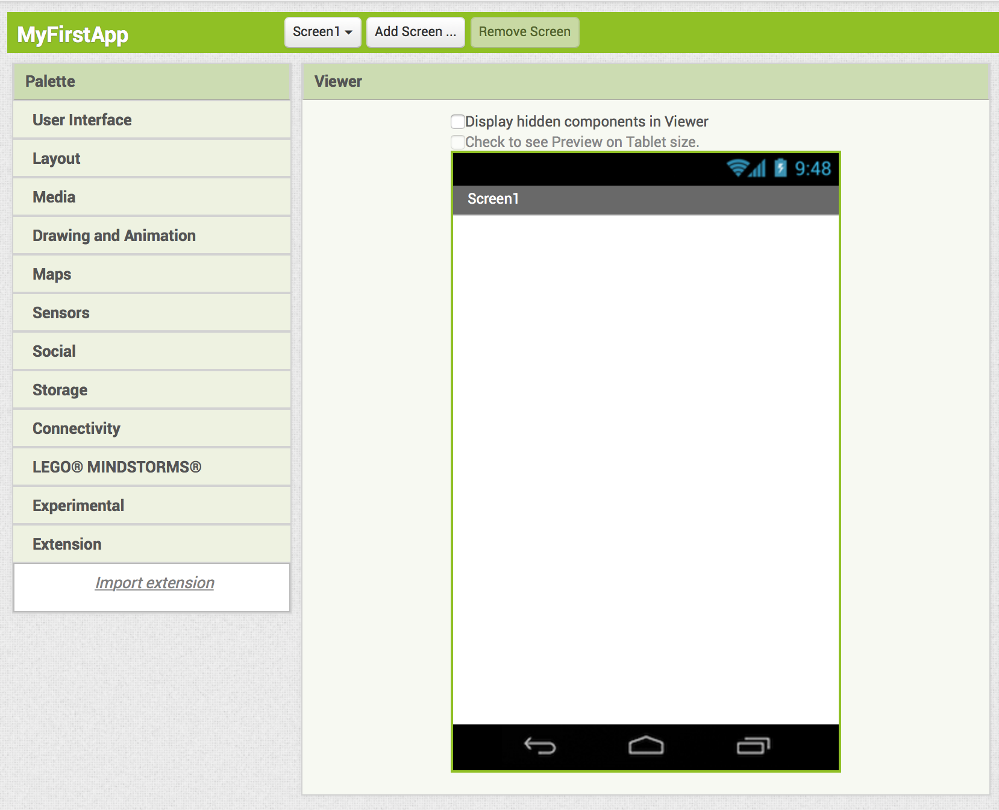 MyFirstApp
Screen1
Add Screen ...
Remove Screen
Palette
User Interface
Layout
Media
Drawing and Animation
Maps
Sensors
Social
Storage
Connectivity
LEGO® MINDSTORMS®
Experimental
Extension
Import extension
Viewer
Display hidden components in Viewer
Check to see Preview on Tablet size.
9:48
Screen1